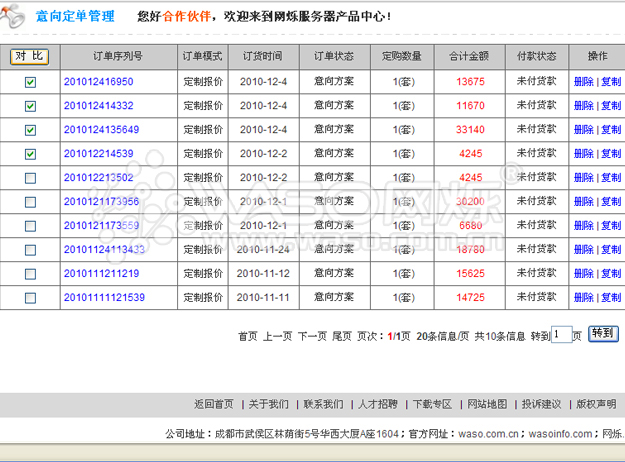 意向定单管理 您好合作伙伴，欢迎来到网烁服务器产品中心！
对 比 订单序列号 订单模式 订货时间 订单状态 定购数量 合计金额 付款状态 操作
201012416950 定制报价 2010-12-4 意向方案 1(套) 13675 未付贷款 删除 | 复制
201012414332 定制报价 2010-12-4 意向方案 1(套) 11670 未付贷款 删除 | 复制
2010124135649 定制报价 2010-12-4 意向方案 1(套) 33140 未付贷款 删除 | 复制
201012214539 定制报价 2010-12-2 意向方案 1(套) 4245 未付贷款 删除 | 复制
201012213502 定制报价 2010-12-2 意向方案 1(套) 4245 未付贷款 删除 | 复制
2010121173956 定制报价 2010-12-1 意向方案 1(套) 30200 未付贷款 删除 | 复制
2010121173559 定制报价 2010-12-1 意向方案 1(套) 6680 未付贷款 删除 | 复制
20101124113433 定制报价 2010-11-24 意向方案 1(套) 18780 未付贷款 删除 | 复制
2010111211219 定制报价 2010-11-12 意向方案 1(套) 15625 未付贷款 删除 | 复制
20101111121539 定制报价 2010-11-11 意向方案 1(套) 14725 未付贷款 删除 | 复制
WASO网烁®
www.waso.com.cn
首页 上一页 下一页 尾页 页次：1/1页 20条信息/页 共10条信息 转到 1 页 转到
返回首页 | 关于我们 | 联系我们 | 人才招聘 | 下载专区 | 网站地图 | 投诉建议 | 版权声明
公司地址：成都市武侯区林荫街5号华西大厦A座1604；官方网址：waso.com.cn；wasoinfo.com；网烁.